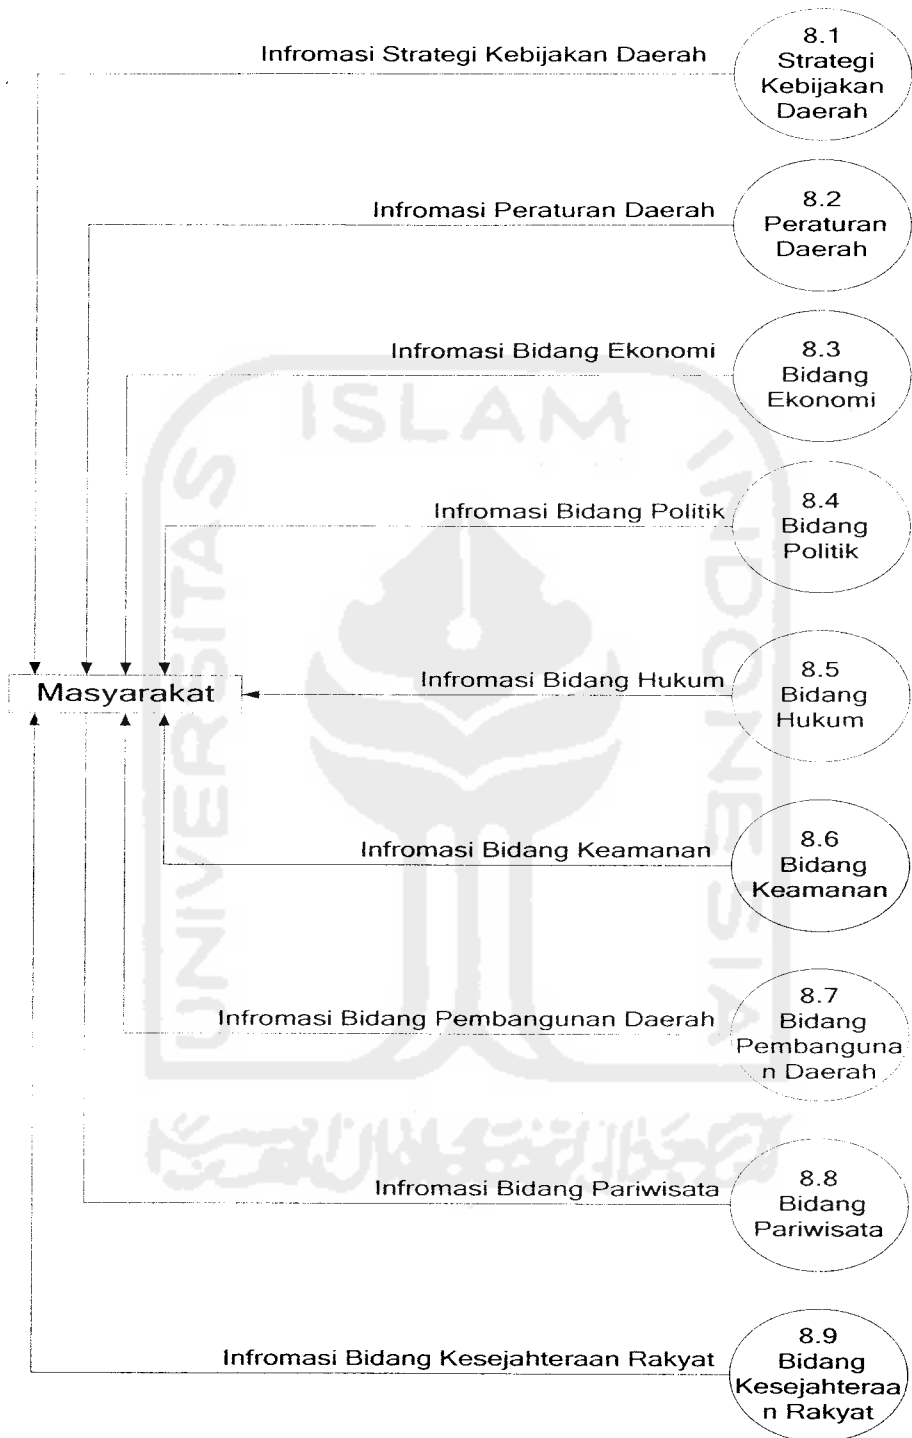 Infromasi Strategi Kebijakan Daerah
8.1
Strategi
Kebijakan
Daerah
Infromasi Peraturan Daerah
8.2
Peraturan
Daerah
Infromasi Bidang Ekonomi
8.3
Bidang
Ekonomi
Infromasi Bidang Politik
8.4
Bidang
Politik
Masyarakat
Infromasi Bidang Hukum
8.5
Bidang
Hukum
Infromasi Bidang Keamanan
8.6
Bidang
Keamanan
Infromasi Bidang Pembangunan Daerah
8.7
Bidang
Pembanguna
n Daerah
Infromasi Bidang Pariwisata
8.8
Bidang
Pariwisata
Infromasi Bidang Kesejahteraan Rakyat
8.9
Bidang
Kesejahteraa
n Rakyat
UNIVERSITAS
ISLAM
INDONESIA